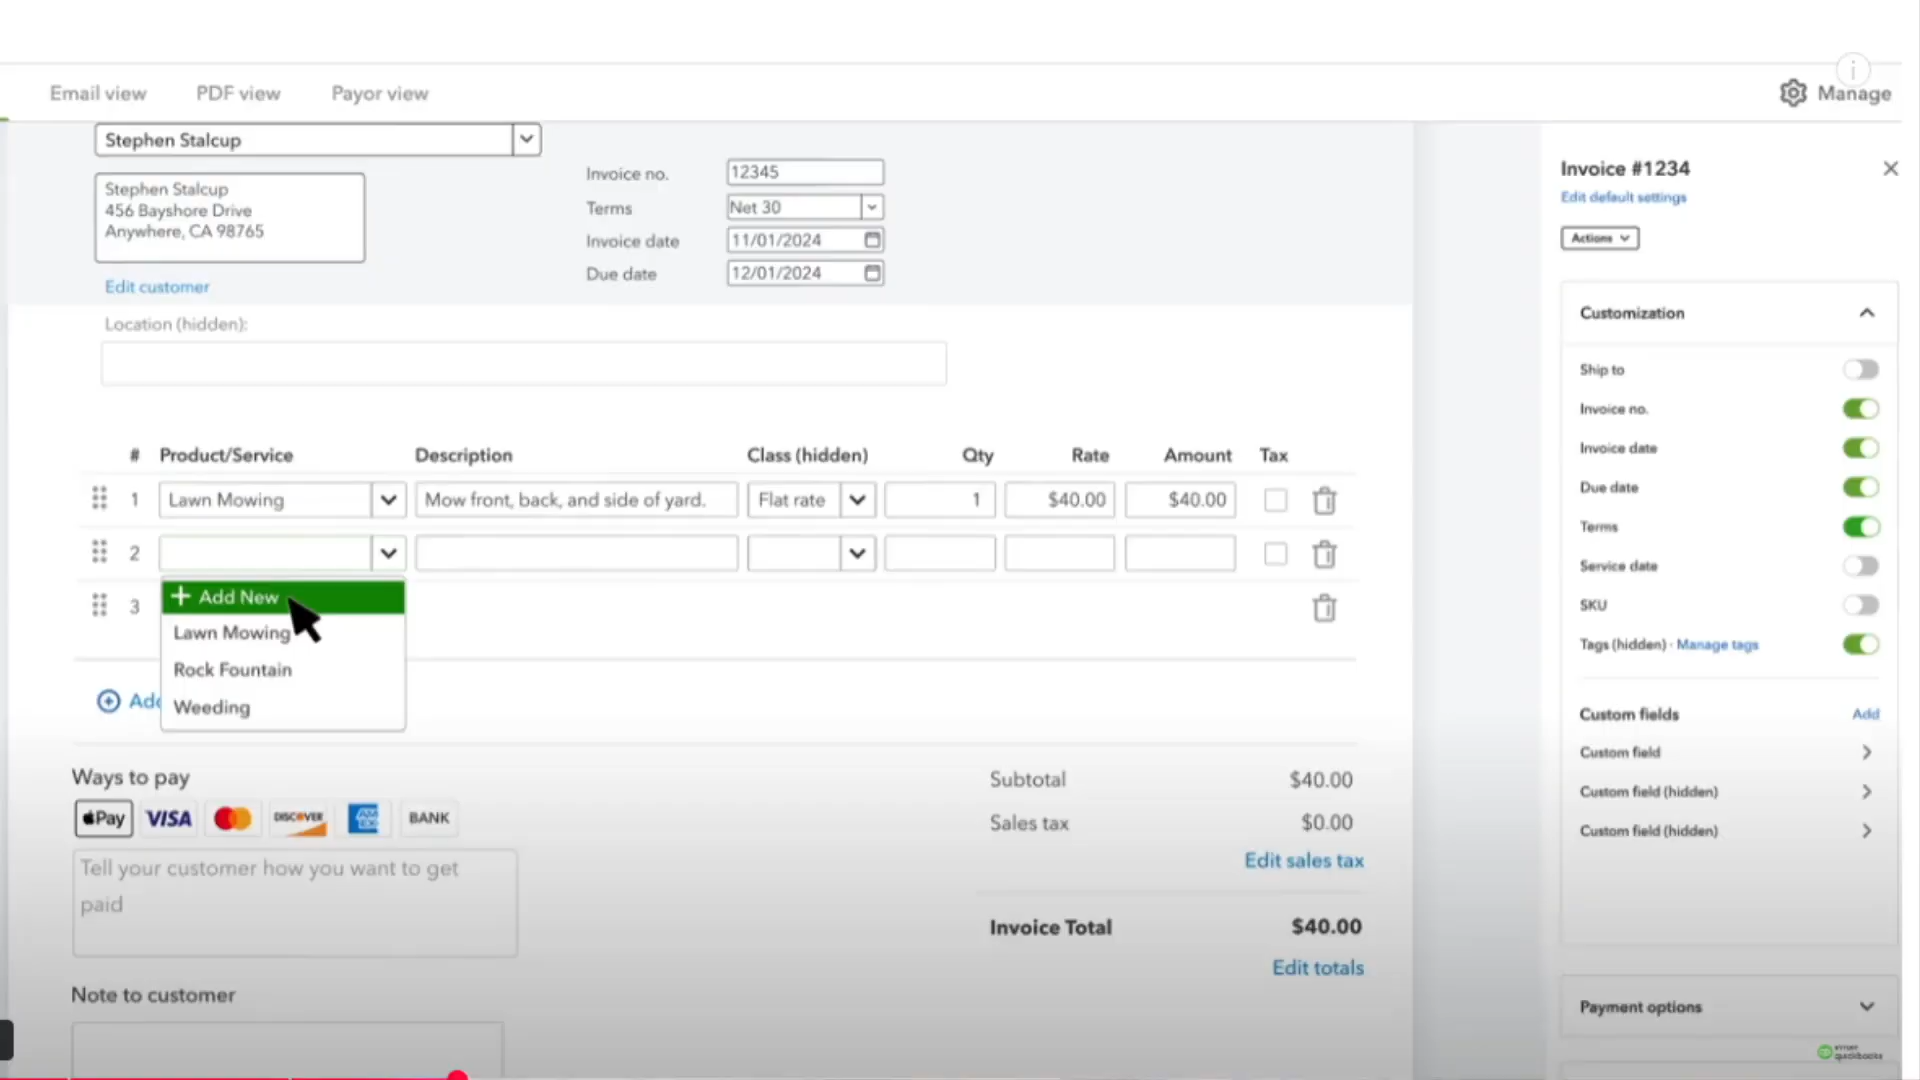 Email view
PDF view
Payor view
Manage
Stephen Stalcup
Stephen Stalcup
456 Bayshore Drive
Anywhere, CA 98765
Edit customer
Invoice no.
12345
Terms
Net 30
Invoice date
11/01/2024
Due date
12/01/2024
Location (hidden):
# Product/Service Description Class (hidden) Qty Rate Amount Tax
1 Lawn Mowing Mow front, back, and side of yard. Flat rate 1 $40.00 $40.00
2
3
+ Add New
Lawn Mowing
Rock Fountain
Weeding
Ways to pay
Pay
VISA
DISCOVER
AM
EX
BANK
Tell your customer how you want to get
paid
Note to customer
Subtotal $40.00
Sales tax $0.00
Edit sales tax
Invoice Total $40.00
Edit totals
Invoice #1234
Edit default settings
Actions
Customization
Ship to
Invoice no.
Invoice date
Due date
Terms
Service date
SKU
Tags (hidden) · Manage tags
Custom fields Add
Custom field
Custom field (hidden)
Custom field (hidden)
Payment options
quickbooks